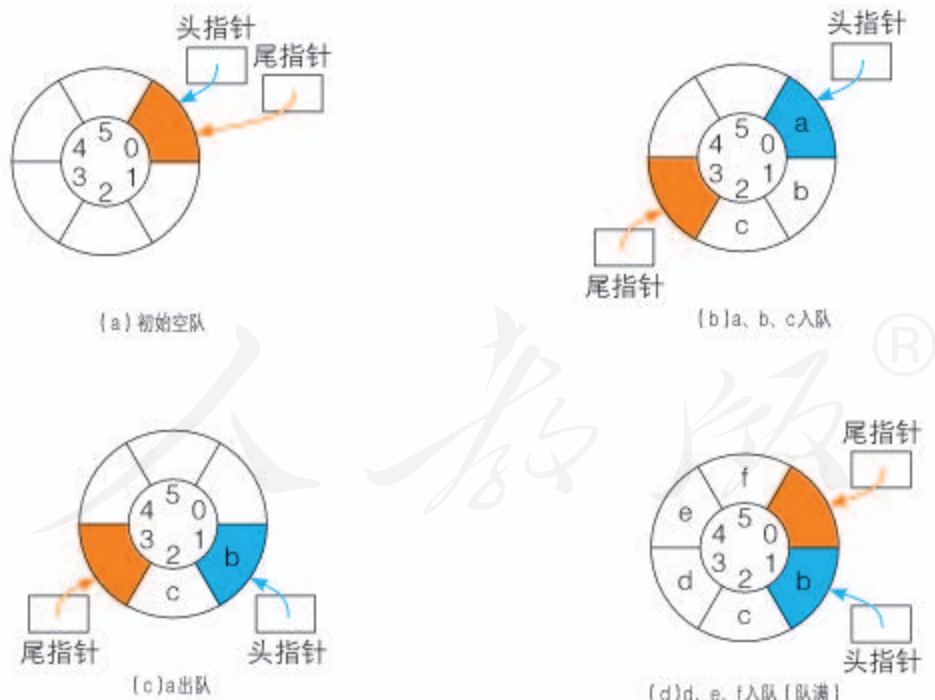 头指针
尾指针
5
4 0
3 1
2
(a)初始空队
头指针
a
5
4 0
3 1
2
b
c
尾指针
(b)a、b、c入队
人教版®
5
4 0
3 1
2
b
c
尾指针
头指针
(c)a出队
尾指针
f
e
5
4 0
3 1
2
d
b
c
头指针
(d)d、e、f入队[队满]